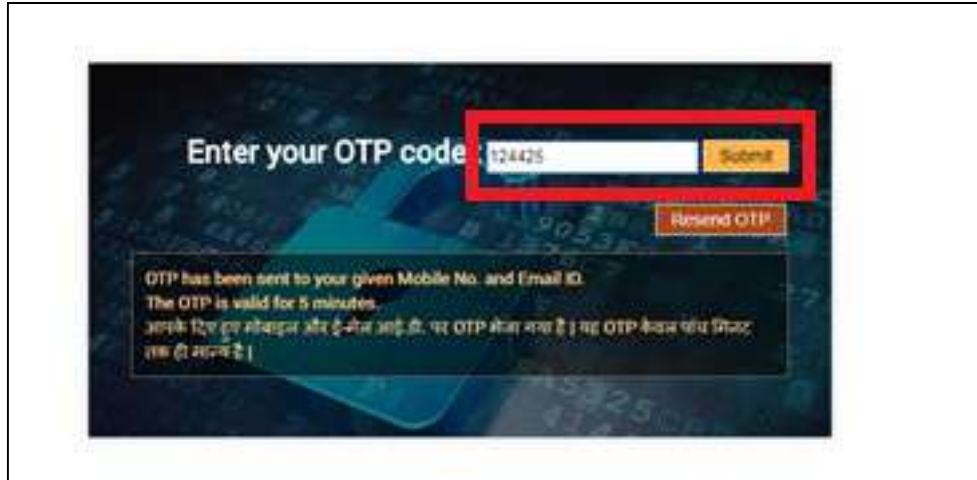 Enter your OTP code: 124425 Submit
Resend OTP
OTP has been sent to your given Mobile No. and Email ID.
The OTP is valid for 5 minutes.
आपके दिए हुए मोबाइल और ई-मेल आई.डी. पर OTP भेजा गया है | यह OTP केवल पांच मिनट
तक ही मान्य है |